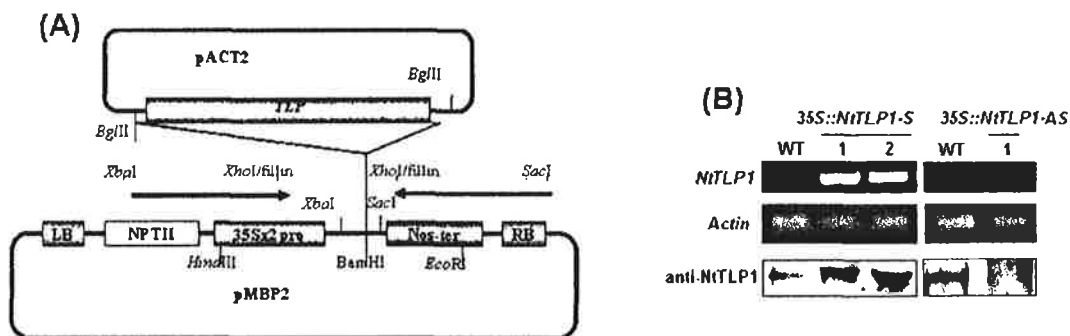 (A)
pACT2
BglII
TLP
BglII
XbaI XhoI/fill in XhoI/fill in SacI
XbaI SacI
LB NPTII 35Sx2 pro Nos-ter RB
HindIII BamHI EcoRI
pMBP2
(B)
35S::NtTLP1-S 35S::NtTLP1-AS
WT 1 2 WT 1
NtTLP1
Actin
anti-NtTLP1